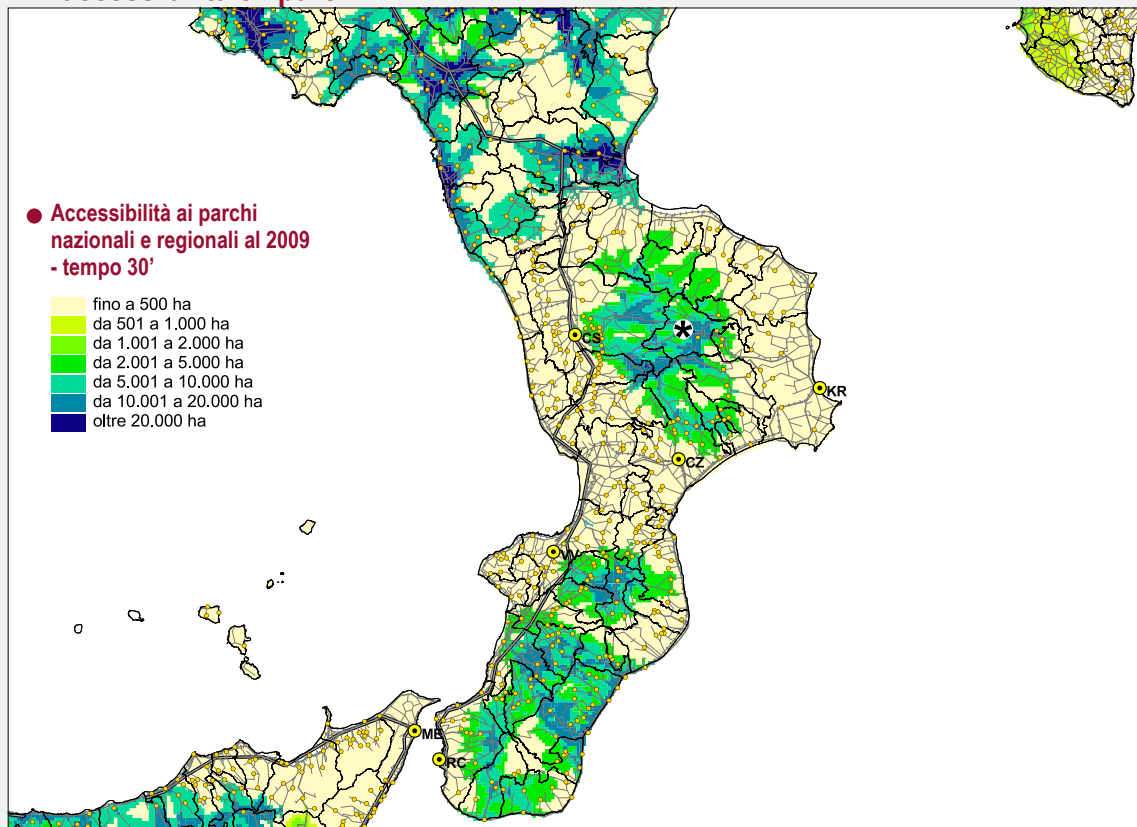 ● Accessibilità ai parchi
nazionali e regionali al 2009
- tempo 30'
fino a 500 ha
da 501 a 1.000 ha
da 1.001 a 2.000 ha
da 2.001 a 5.000 ha
da 5.001 a 10.000 ha
da 10.001 a 20.000 ha
oltre 20.000 ha
CS
*
KR
CZ
VV
ME
RC